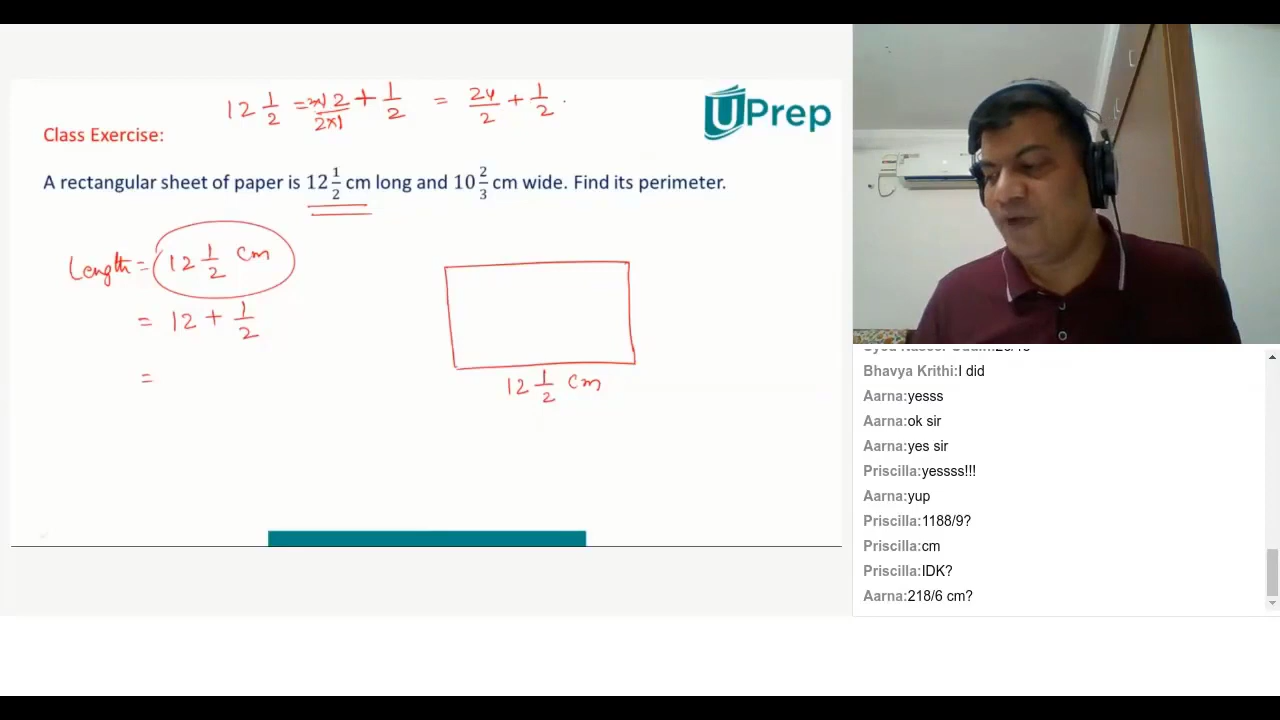 12 1/2 = 2×12/2×1 + 1/2 = 24/2 + 1/2
UPrep
Class Exercise:
A rectangular sheet of paper is 12 1/2 cm long and 10 2/3 cm wide. Find its perimeter.
Length = 12 1/2 cm
= 12 + 1/2
=
12 1/2 cm
Bhavya Krithi:I did
Aarna:yesss
Aarna:ok sir
Aarna:yes sir
Priscilla:yessss!!!
Aarna:yup
Priscilla:1188/9?
Priscilla:cm
Priscilla:IDK?
Aarna:218/6 cm?